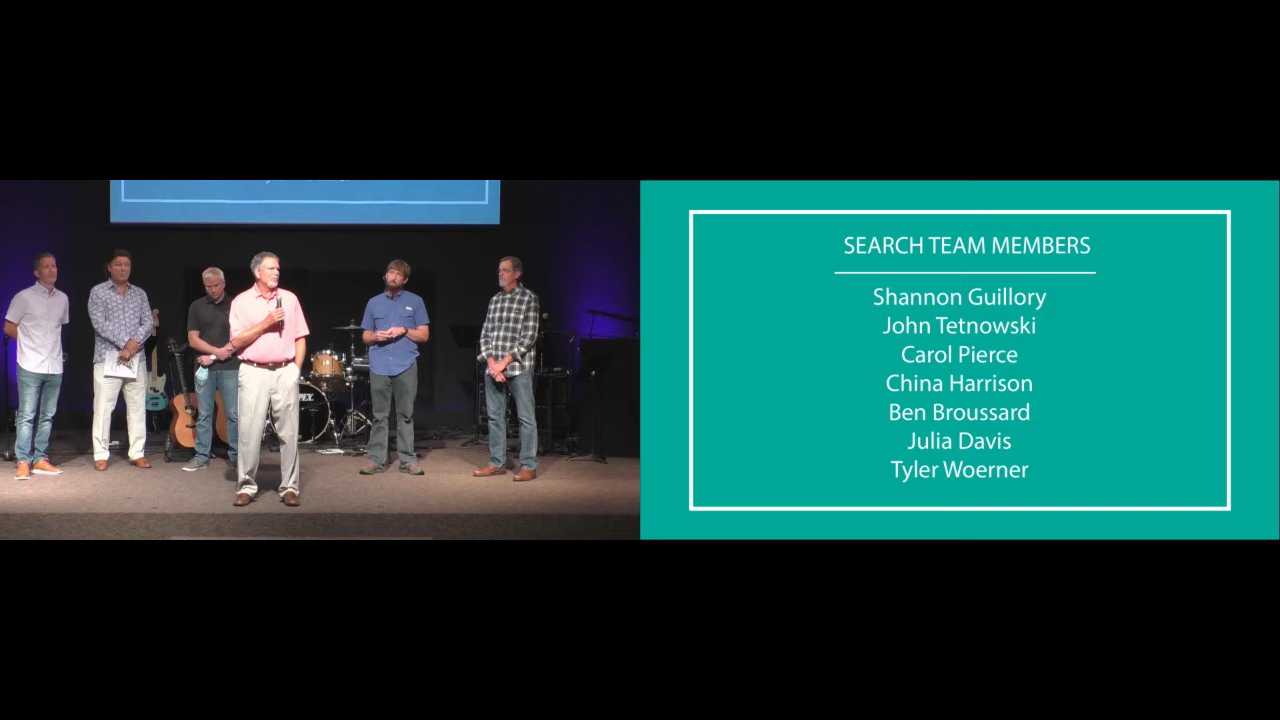 SEARCH TEAM MEMBERS
Shannon Guillory
John Tetnowski
Carol Pierce
China Harrison
Ben Broussard
Julia Davis
Tyler Woerner